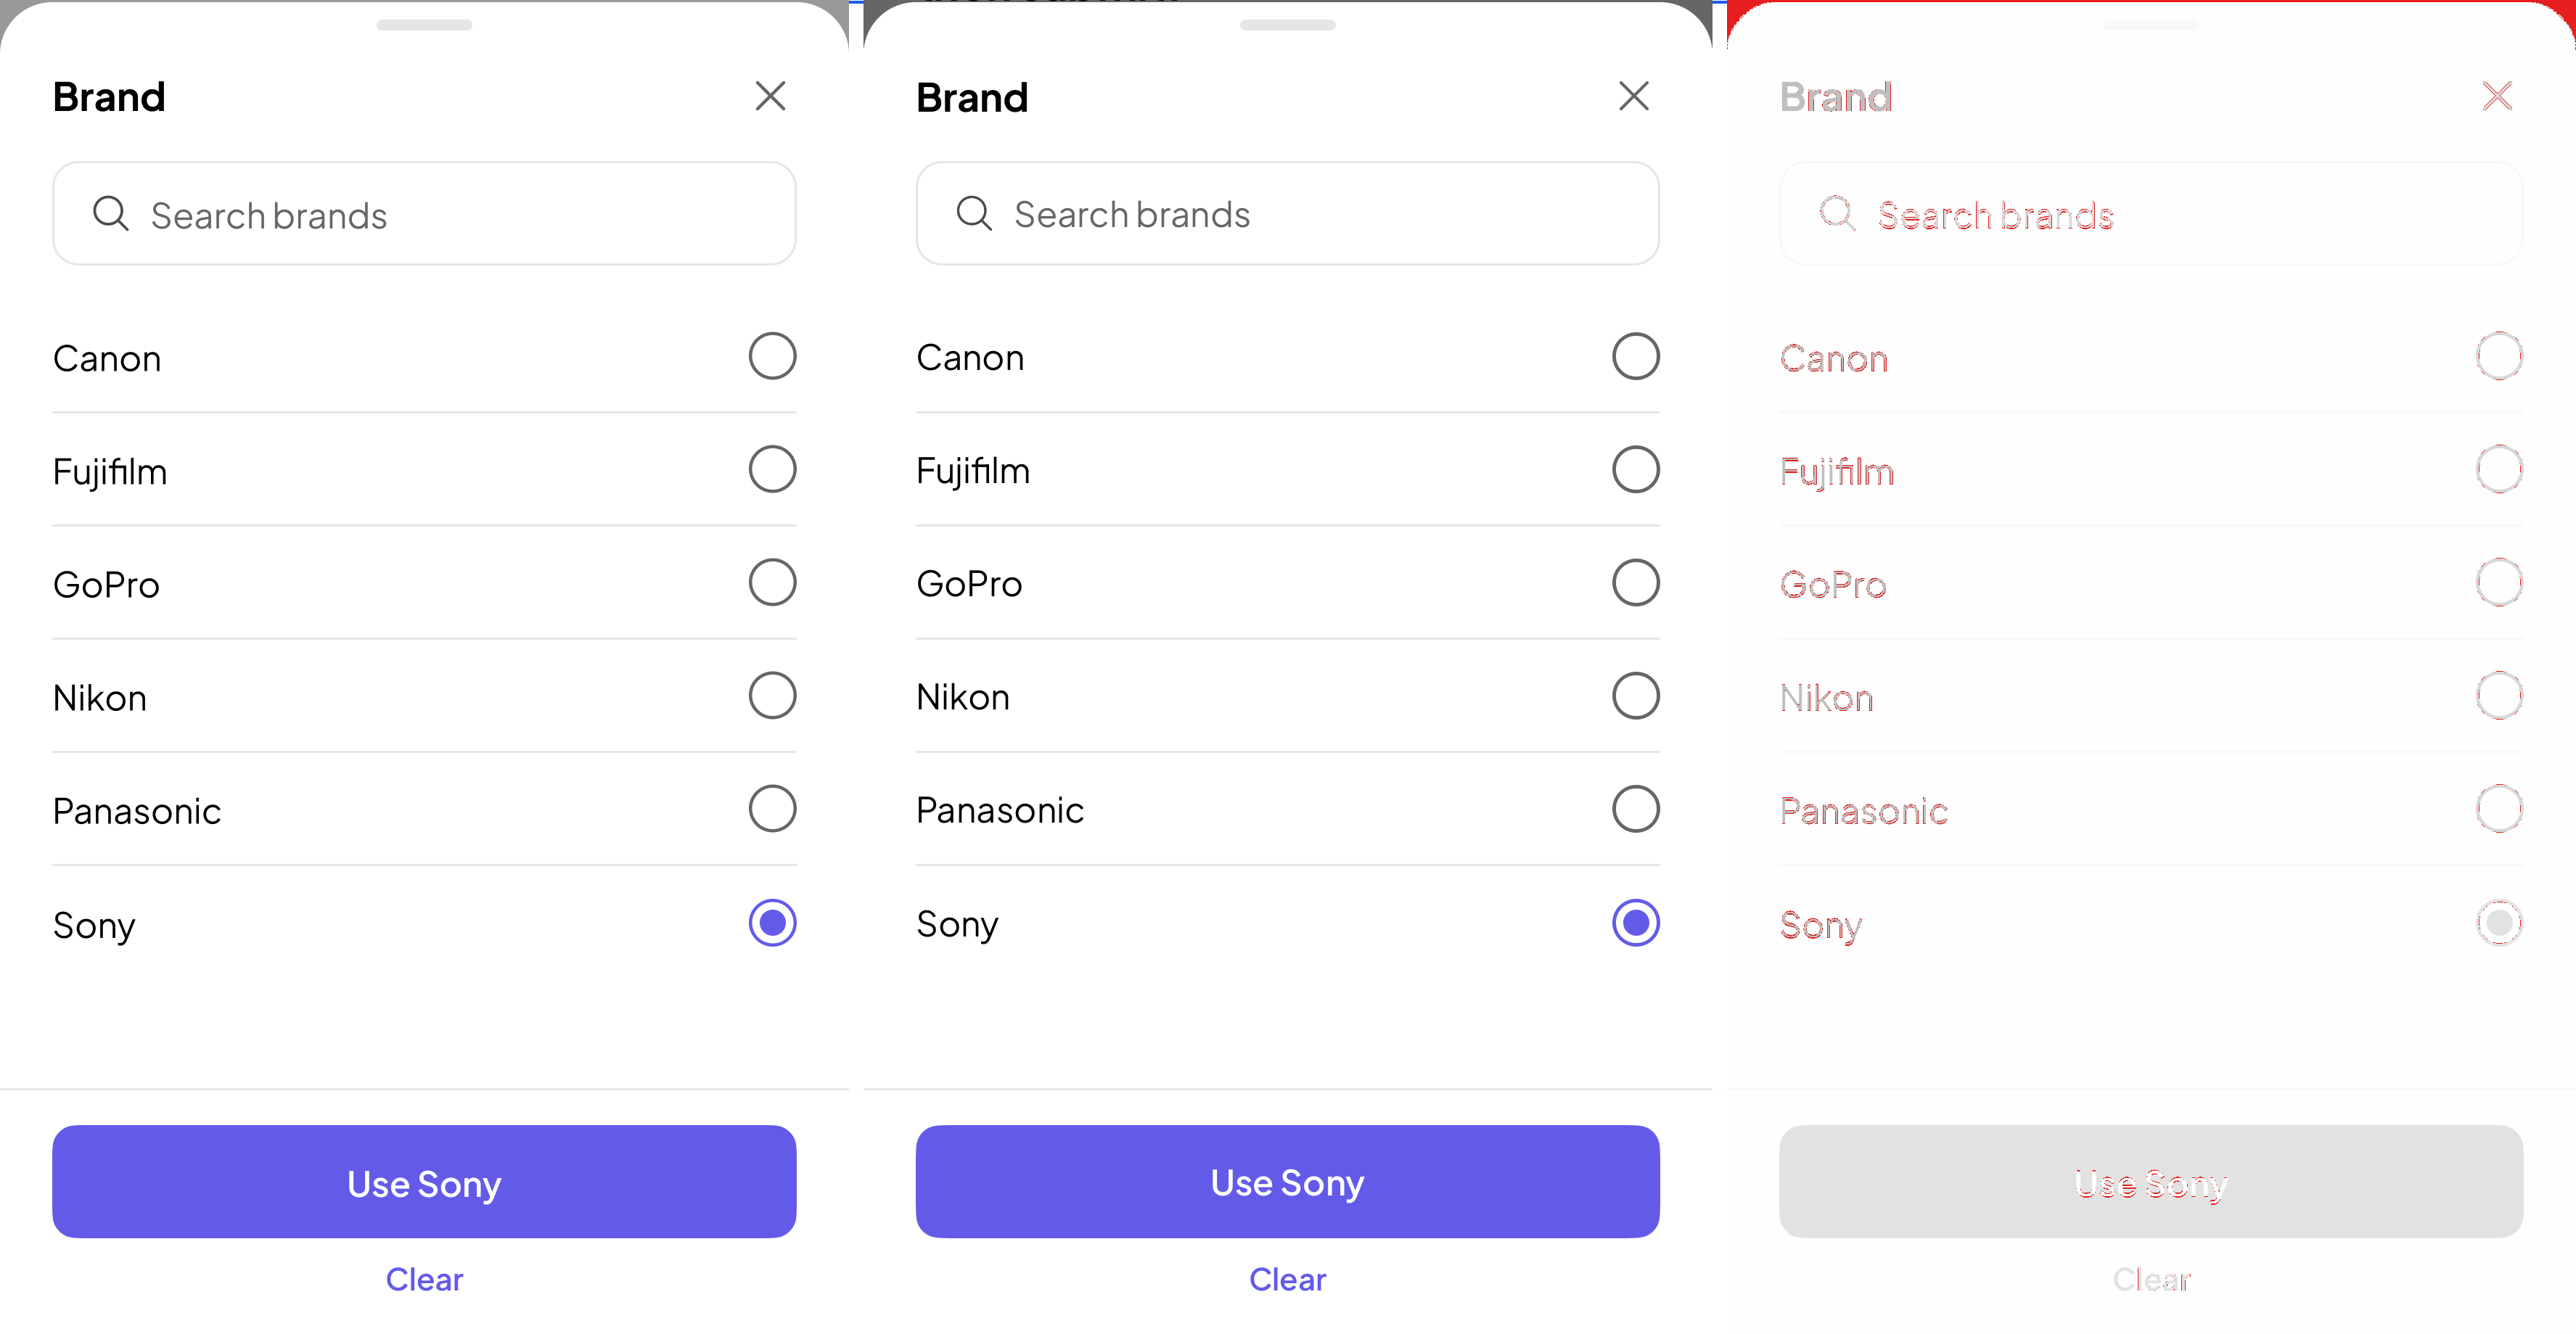 Brand
Search brands
Canon
Fujifilm
GoPro
Nikon
Panasonic
Sony
Use Sony
Clear
Brand
Search brands
Canon
Fujifilm
GoPro
Nikon
Panasonic
Sony
Use Sony
Clear
Brand
Search brands
Canon
Fujifilm
GoPro
Nikon
Panasonic
Sony
Use Sony
Clear